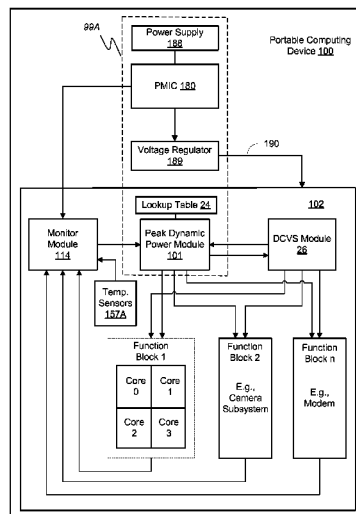 99A
Power Supply
188
Portable Computing
Device 100
PMIC
180
190
Voltage Regulator
189
Lookup Table 24
102
Monitor
Module
114
Peak Dynamic
Power Module
101
DCVS Module
26
Temp.
Sensors
157A
Function
Block 1
Core
0
Core
1
Core
2
Core
3
Function
Block 2
E.g.,
Camera
Subsystem
Function
Block n
E.g.,
Modem